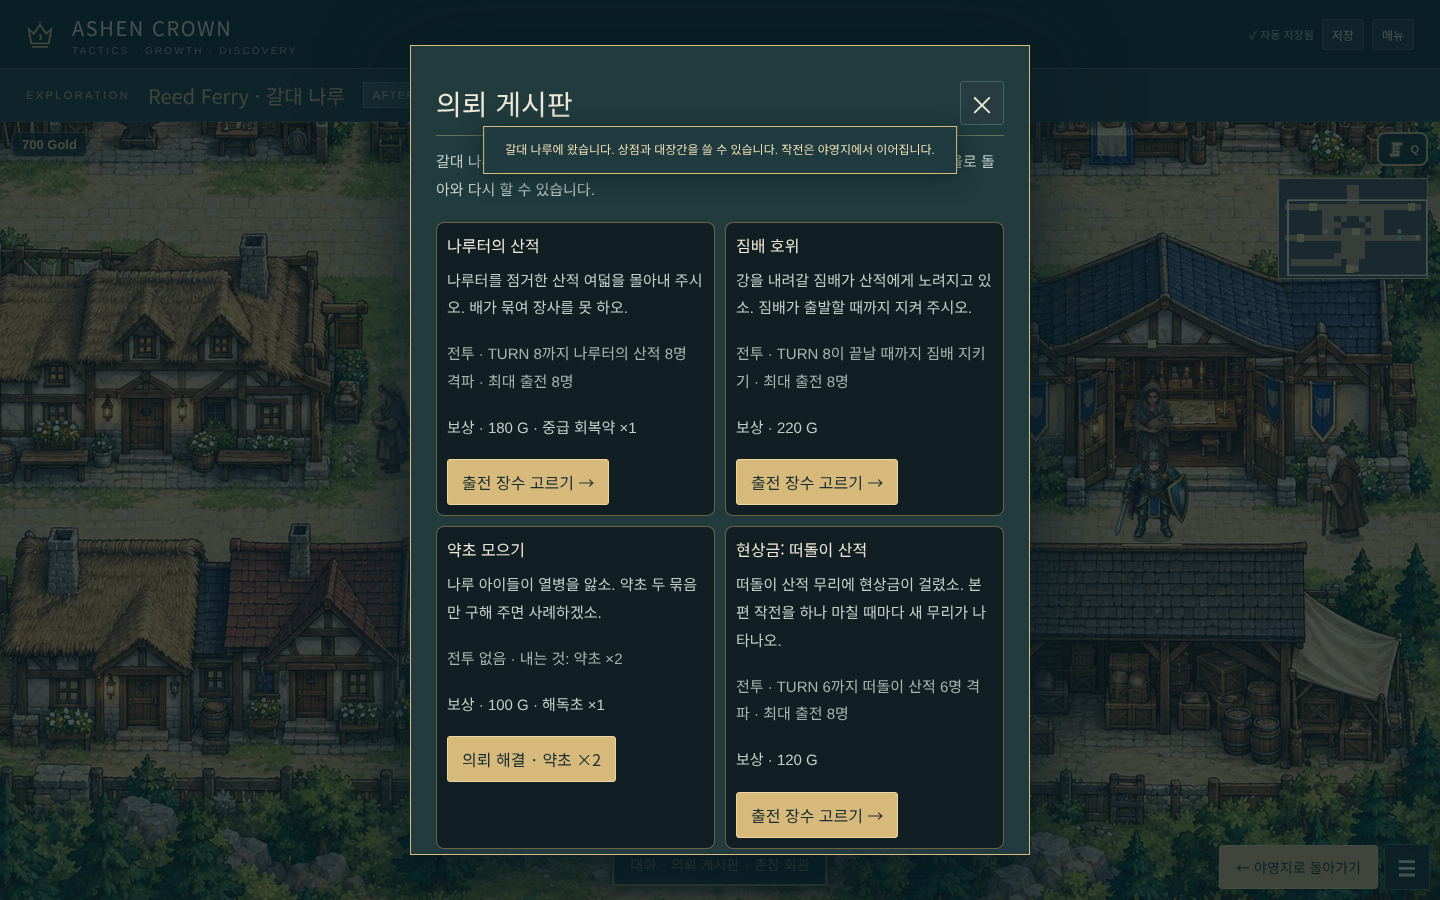 ASHEN CROWN
TACTICS · GROWTH · DISCOVERY
✓ 자동 저장됨
저장
메뉴
EXPLORATION
Reed Ferry · 갈대 나루
700 Gold
Q
의뢰 게시판
갈대 나루에 왔습니다. 상점과 대장간을 쓸 수 있습니다. 작전은 야영지에서 이어집니다.
갈대 나
로 돌
아와 다시 할 수 있습니다.
나루터의 산적
나루터를 점거한 산적 여덟을 몰아내 주시
오. 배가 묶여 장사를 못 하오.
전투 · TURN 8까지 나루터의 산적 8명
격파 · 최대 출전 8명
보상 · 180 G · 중급 회복약 ×1
출전 장수 고르기 →
짐배 호위
강을 내려갈 짐배가 산적에게 노려지고 있
소. 짐배가 출발할 때까지 지켜 주시오.
전투 · TURN 8이 끝날 때까지 짐배 지키
기 · 최대 출전 8명
보상 · 220 G
출전 장수 고르기 →
약초 모으기
나루 아이들이 열병을 앓소. 약초 두 묶음
만 구해 주면 사례하겠소.
전투 없음 · 내는 것: 약초 ×2
보상 · 100 G · 해독초 ×1
의뢰 해결 · 약초 ×2
현상금: 떠돌이 산적
떠돌이 산적 무리에 현상금이 걸렸소. 본
편 작전을 하나 마칠 때마다 새 무리가 나
타나오.
전투 · TURN 6까지 떠돌이 산적 6명 격
파 · 최대 출전 8명
보상 · 120 G
출전 장수 고르기 →
대화 · 의뢰 게시판 · 촌장 회관
← 야영지로 돌아가기